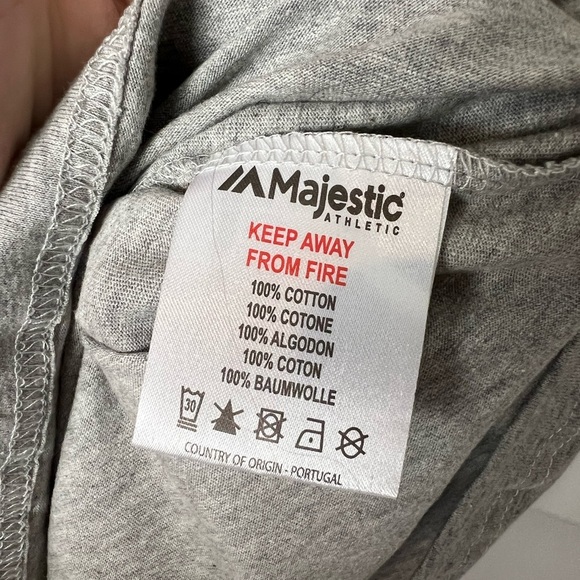 Majestic
ATHLETIC
KEEP AWAY
FROM FIRE
100% COTTON
100% COTONE
100% ALGODON
100% COTON
100% BAUMWOLLE
30
COUNTRY OF ORIGIN - PORTUGAL